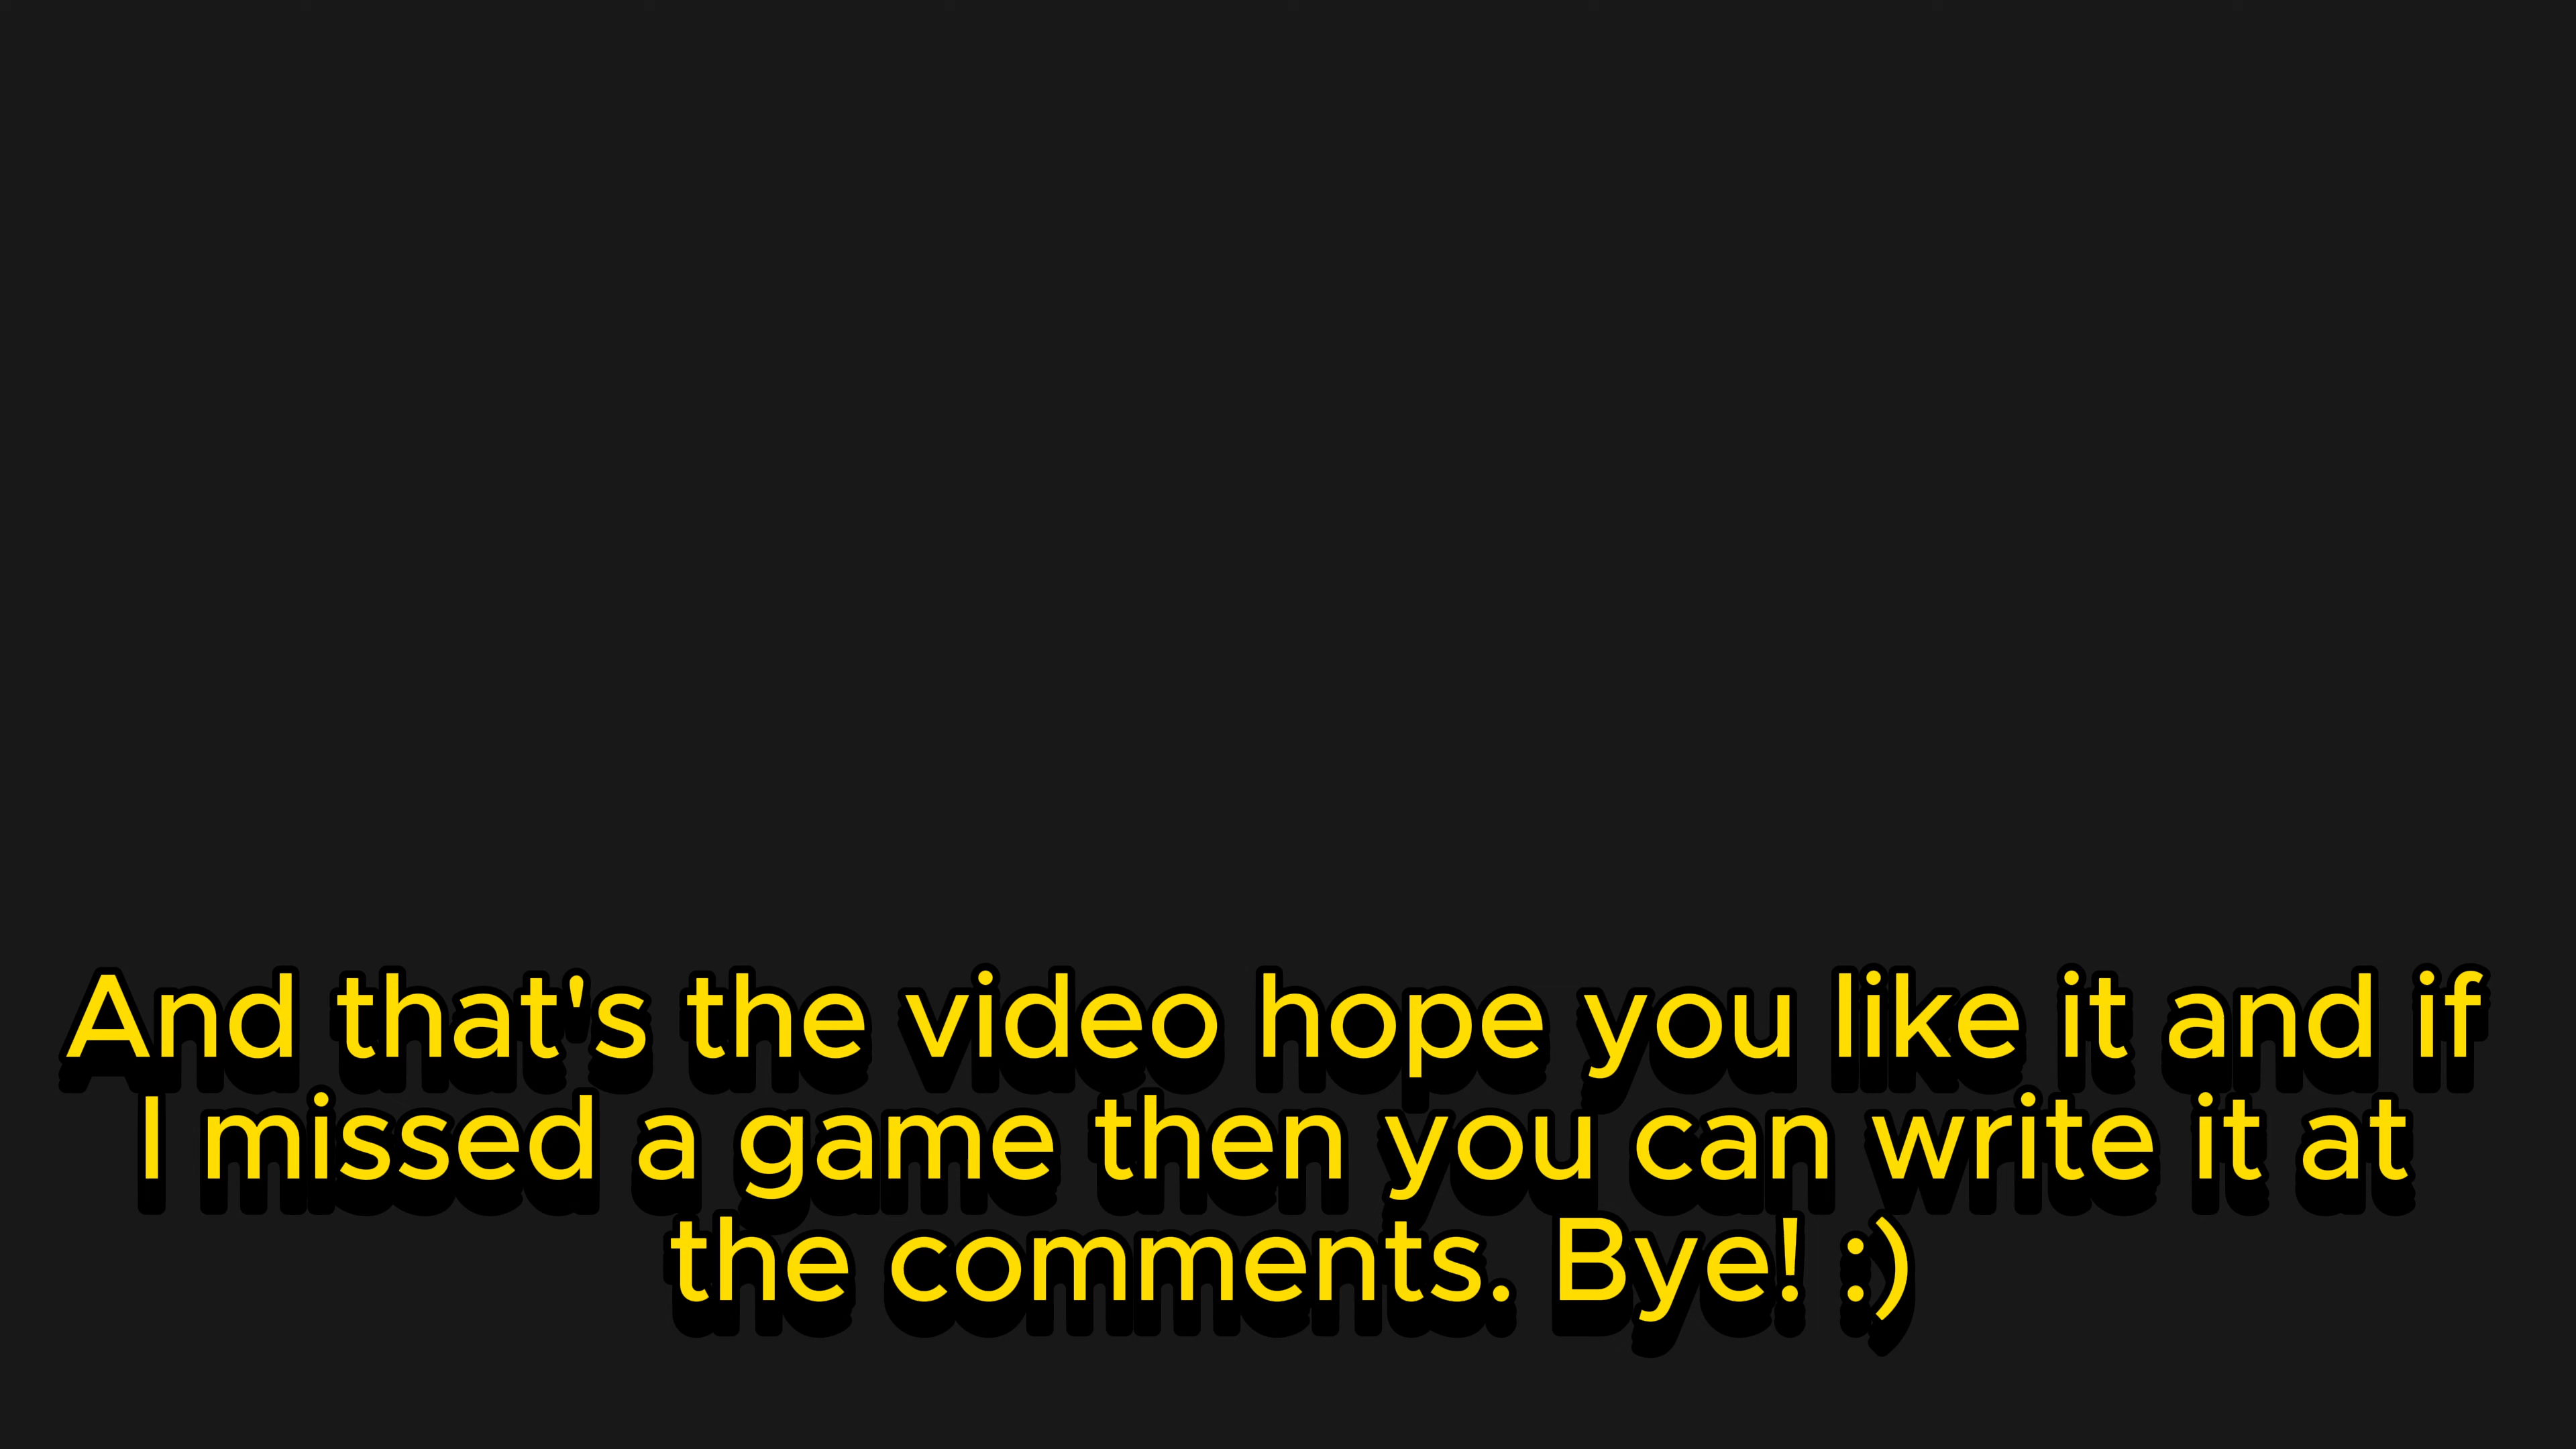 And that's the video hope you like it and if
I missed a game then you can write it at
the comments. Bye! :)